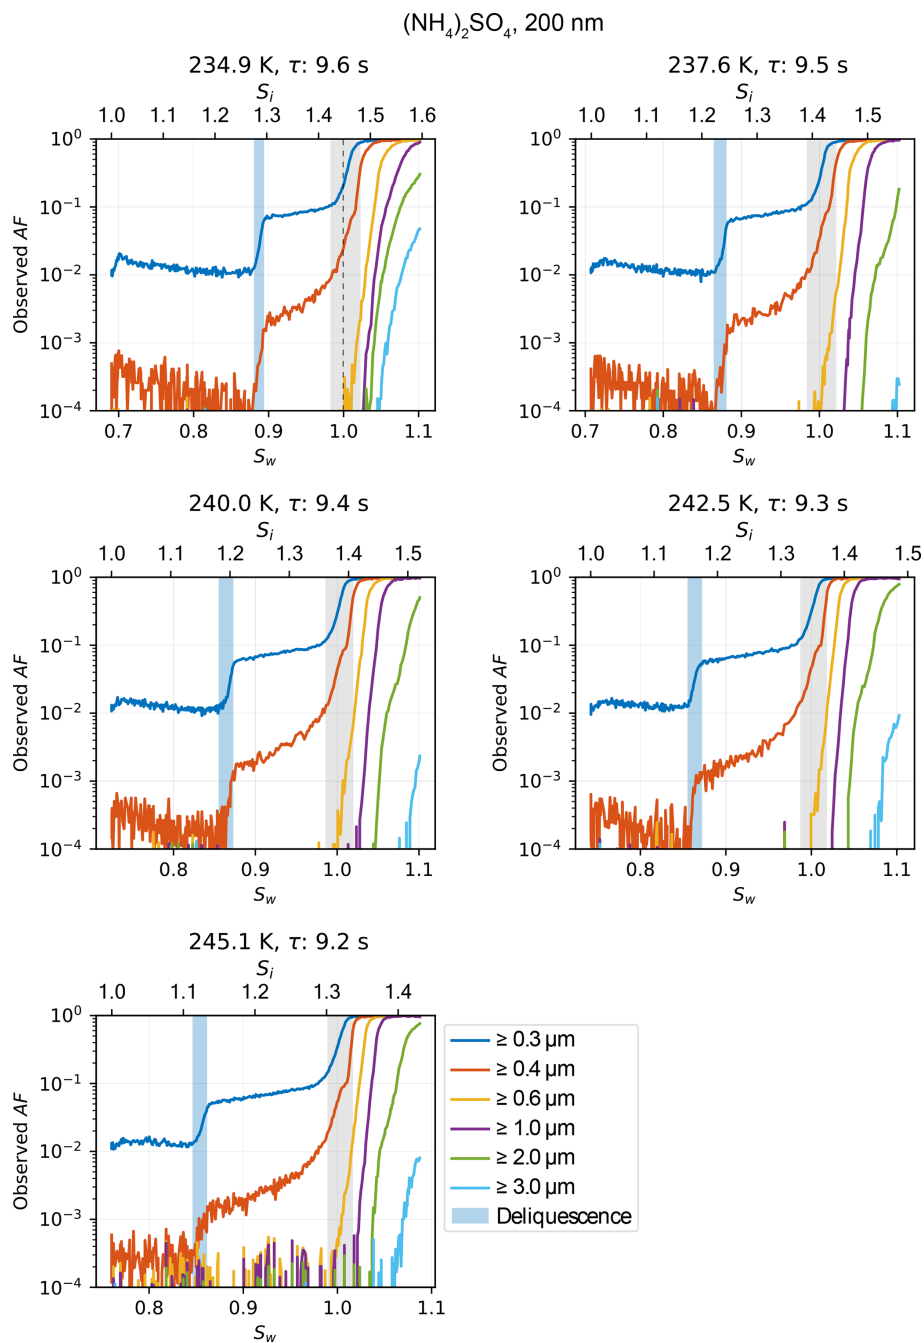 (NH4)2SO4, 200 nm
234.9 K, τ: 9.6 s
Si
1.0 1.1 1.2 1.3 1.4 1.5 1.6
10^0
10^−1
10^−2
10^−3
10^−4
Observed AF
0.7 0.8 0.9 1.0 1.1
Sw
237.6 K, τ: 9.5 s
Si
1.0 1.1 1.2 1.3 1.4 1.5
10^0
10^−1
10^−2
10^−3
10^−4
Observed AF
0.7 0.8 0.9 1.0 1.1
Sw
240.0 K, τ: 9.4 s
Si
1.0 1.1 1.2 1.3 1.4 1.5
10^0
10^−1
10^−2
10^−3
10^−4
Observed AF
0.8 0.9 1.0 1.1
Sw
242.5 K, τ: 9.3 s
Si
1.0 1.1 1.2 1.3 1.4 1.5
10^0
10^−1
10^−2
10^−3
10^−4
Observed AF
0.8 0.9 1.0 1.1
Sw
245.1 K, τ: 9.2 s
Si
1.0 1.1 1.2 1.3 1.4
10^0
10^−1
10^−2
10^−3
10^−4
Observed AF
0.8 0.9 1.0 1.1
Sw
≥ 0.3 µm
≥ 0.4 µm
≥ 0.6 µm
≥ 1.0 µm
≥ 2.0 µm
≥ 3.0 µm
Deliquescence